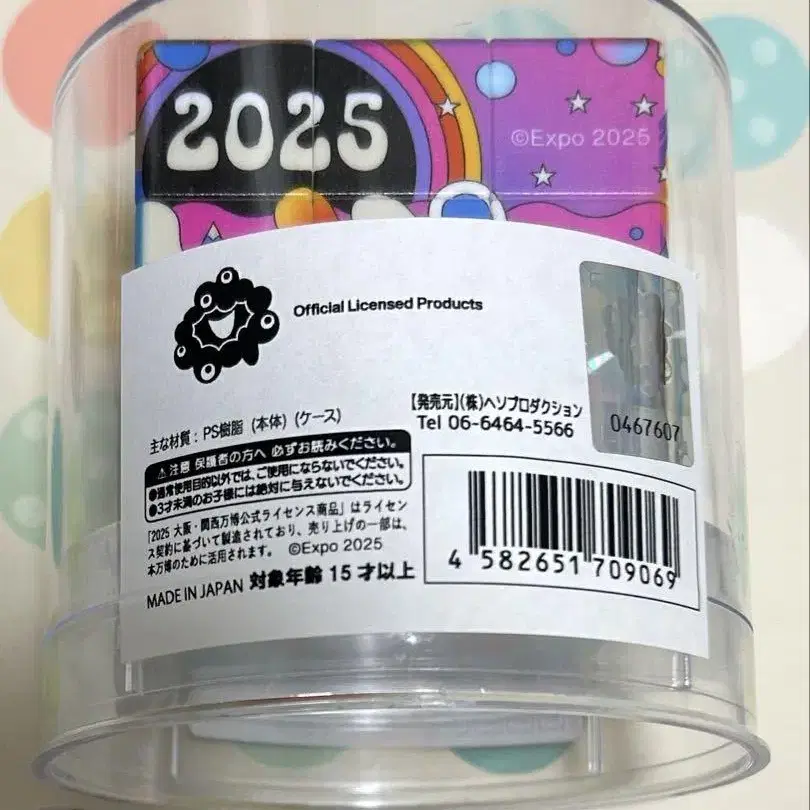 2025
©Expo 2025
Official Licensed Products
主な材質：PS樹脂 (本体) (ケース)
【発売元】(株)ヘソプロダクション
Tel 06-6464-5566
0467607
⚠注意 保護者の方へ 必ずお読みください。
●通常使用目的以外では、ご使用にならないでください。
●3才未満のお子様には絶対に与えないでください。
「2025 大阪・関西万博公式ライセンス商品」はライセン
ス契約に基づいて製造されており、売り上げの一部は、
本万博のために活用されます。 ©Expo 2025
MADE IN JAPAN 対象年齢 15 才以上
4 582651 709069